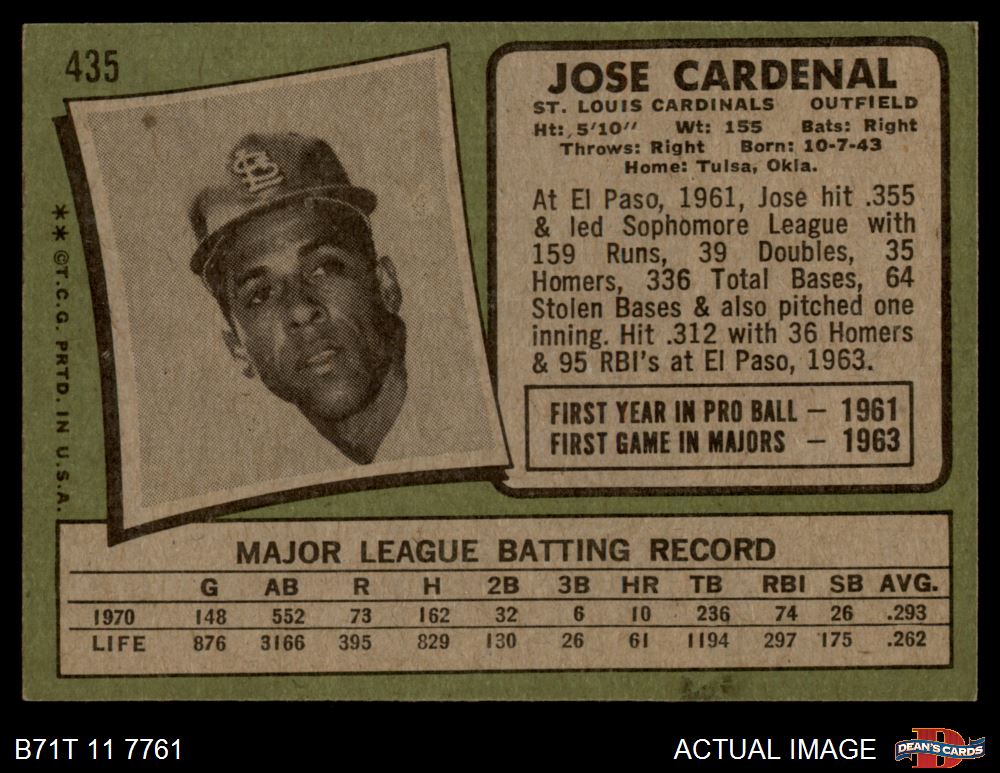 435
JOSE CARDENAL
ST. LOUIS CARDINALS OUTFIELD
Ht: 5'10" Wt: 155 Bats: Right
Throws: Right Born: 10-7-43
Home: Tulsa, Okla.
At El Paso, 1961, Jose hit .355
& led Sophomore League with
159 Runs, 39 Doubles, 35
Homers, 336 Total Bases, 64
Stolen Bases & also pitched one
inning. Hit .312 with 36 Homers
& 95 RBI's at El Paso, 1963.
FIRST YEAR IN PRO BALL — 1961
FIRST GAME IN MAJORS — 1963
** ©T.C.G. PRTD. IN U.S.A.
STL
MAJOR LEAGUE BATTING RECORD
G AB R H 2B 3B HR TB RBI SB AVG.
1970 148 552 73 162 32 6 10 236 74 26 .293
LIFE 876 3166 395 829 130 26 61 1194 297 175 .262
B71T 11 7761
ACTUAL IMAGE
D
DEAN'S CARDS